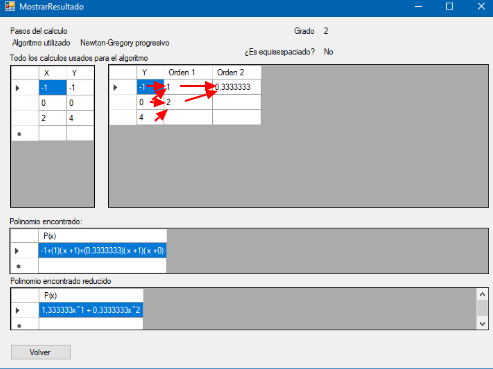 MostrarResultado
Pasos del calculo
Grado 2
Algoritmo utilizado Newton-Gregory progresivo
¿Es equiespaciado? No
Todo los calculos usados para el algoritmo
X Y
-1 -1
0 0
2 4
*
Y Orden 1 Orden 2
-1 1 0,3333333
0 2
4
Polinomio encontrado:
P(x)
-1+(1)(x +1)+(0,3333333)(x +1)(x +0)
*
Polinomio encontrado reducido
P(x)
1,333333x^1 + 0,3333333x^2
*
Volver